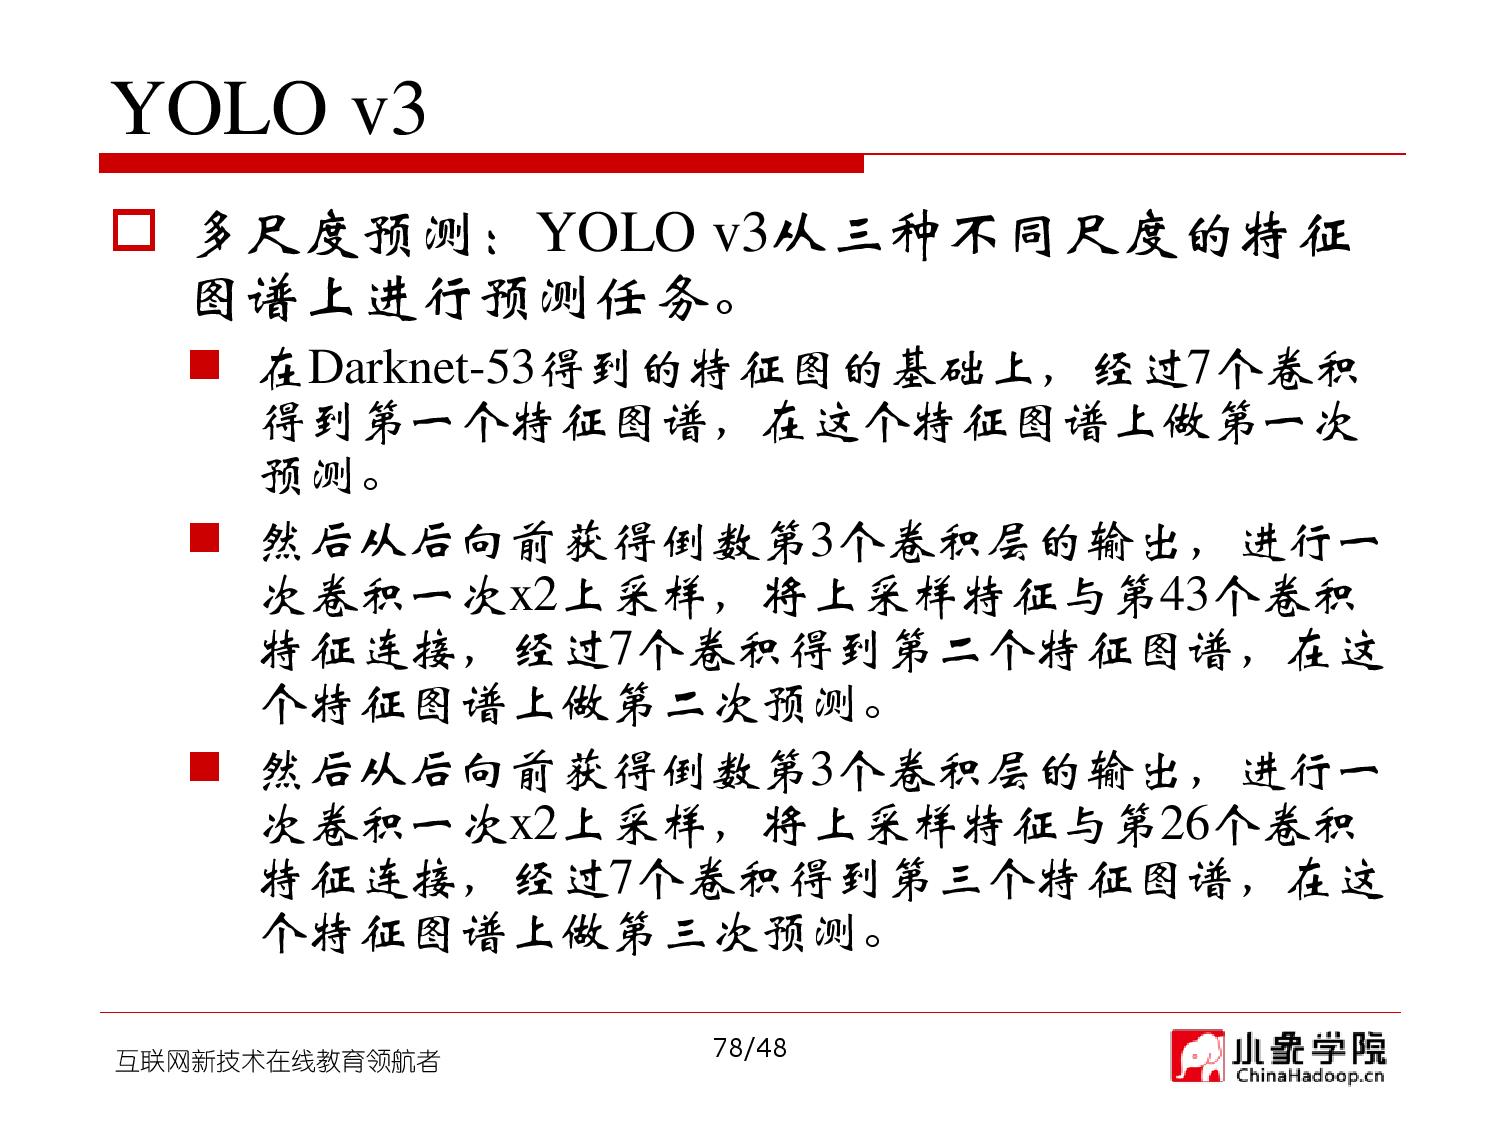 YOLO v3
多尺度预测：YOLO v3从三种不同尺度的特征
图谱上进行预测任务。
在Darknet-53得到的特征图的基础上，经过7个卷积
得到第一个特征图谱，在这个特征图谱上做第一次
预测。
然后从后向前获得倒数第3个卷积层的输出，进行一
次卷积一次x2上采样，将上采样特征与第43个卷积
特征连接，经过7个卷积得到第二个特征图谱，在这
个特征图谱上做第二次预测。
然后从后向前获得倒数第3个卷积层的输出，进行一
次卷积一次x2上采样，将上采样特征与第26个卷积
特征连接，经过7个卷积得到第三个特征图谱，在这
个特征图谱上做第三次预测。
互联网新技术在线教育领航者
78/48
小象学院
ChinaHadoop.cn